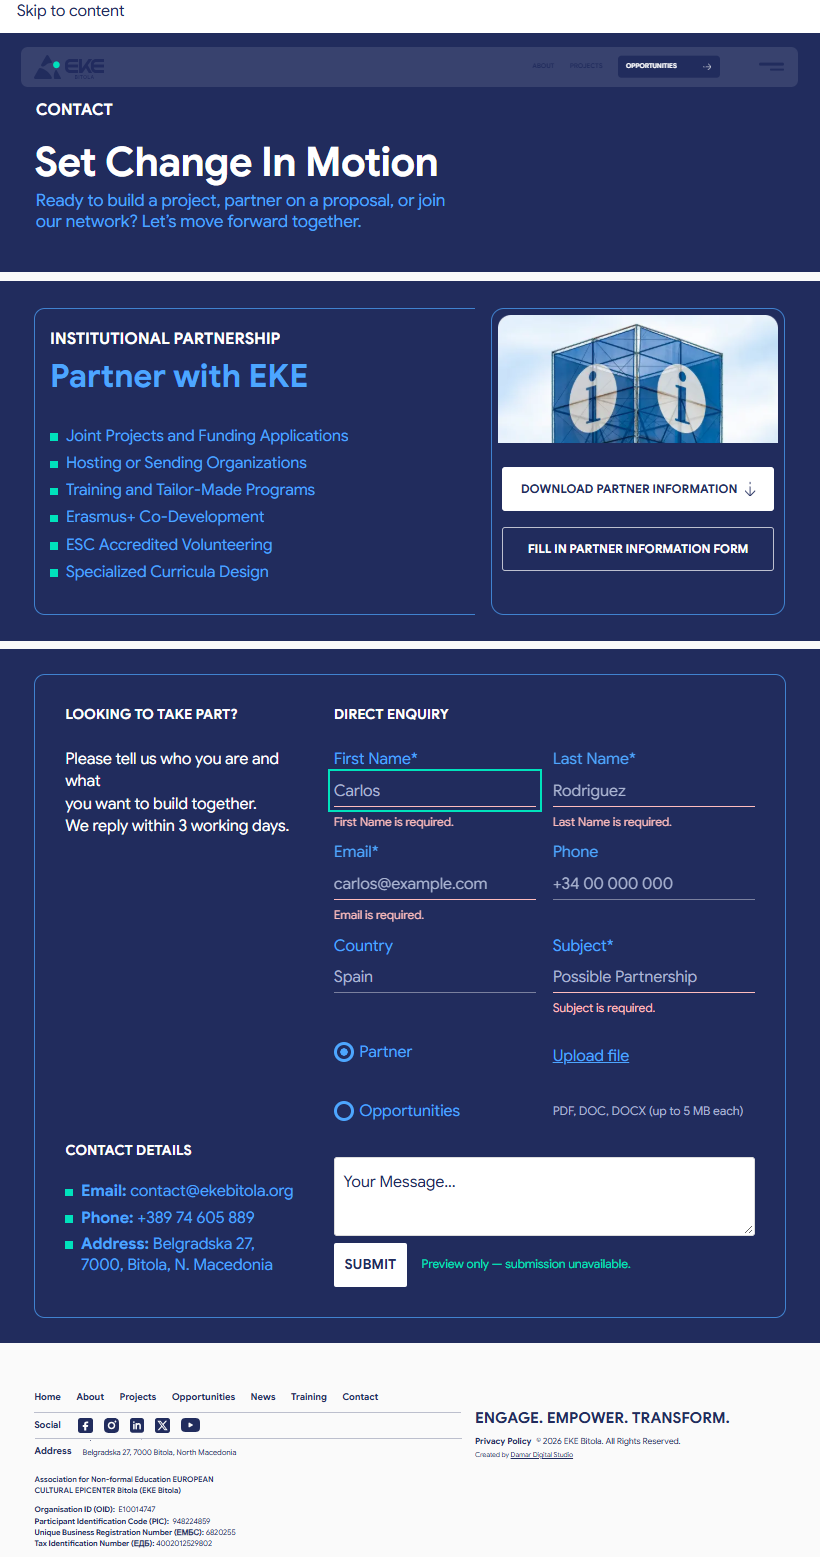 Skip to content
EKE
BITOLA
ABOUT
PROJECTS
OPPORTUNITIES
CONTACT
Set Change In Motion
Ready to build a project, partner on a proposal, or join
our network? Let's move forward together.
INSTITUTIONAL PARTNERSHIP
Partner with EKE
Joint Projects and Funding Applications
Hosting or Sending Organizations
Training and Tailor-Made Programs
Erasmus+ Co-Development
ESC Accredited Volunteering
Specialized Curricula Design
i i
DOWNLOAD PARTNER INFORMATION
FILL IN PARTNER INFORMATION FORM
LOOKING TO TAKE PART?
Please tell us who you are and
what
you want to build together.
We reply within 3 working days.
DIRECT ENQUIRY
First Name*
Last Name*
Carlos
Rodriguez
First Name is required.
Last Name is required.
Email*
Phone
carlos@example.com
+34 00 000 000
Email is required.
Country
Subject*
Spain
Possible Partnership
Subject is required.
Partner
Upload file
Opportunities
PDF, DOC, DOCX (up to 5 MB each)
CONTACT DETAILS
Email: contact@ekebitola.org
Phone: +389 74 605 889
Address: Belgradska 27,
7000, Bitola, N. Macedonia
Your Message...
SUBMIT
Preview only — submission unavailable.
Home About Projects Opportunities News Training Contact
Social
Address Belgradska 27, 7000 Bitola, North Macedonia
Association for Non-formal Education EUROPEAN
CULTURAL EPICENTER Bitola (EKE Bitola)
Organisation ID (OID): E10014747
Participant Identification Code (PIC): 948224859
Unique Business Registration Number (ЕМБС): 6820255
Tax Identification Number (ЕДБ): 4002012529802
ENGAGE. EMPOWER. TRANSFORM.
Privacy Policy © 2026 EKE Bitola. All Rights Reserved.
Created by Damar Digital Studio